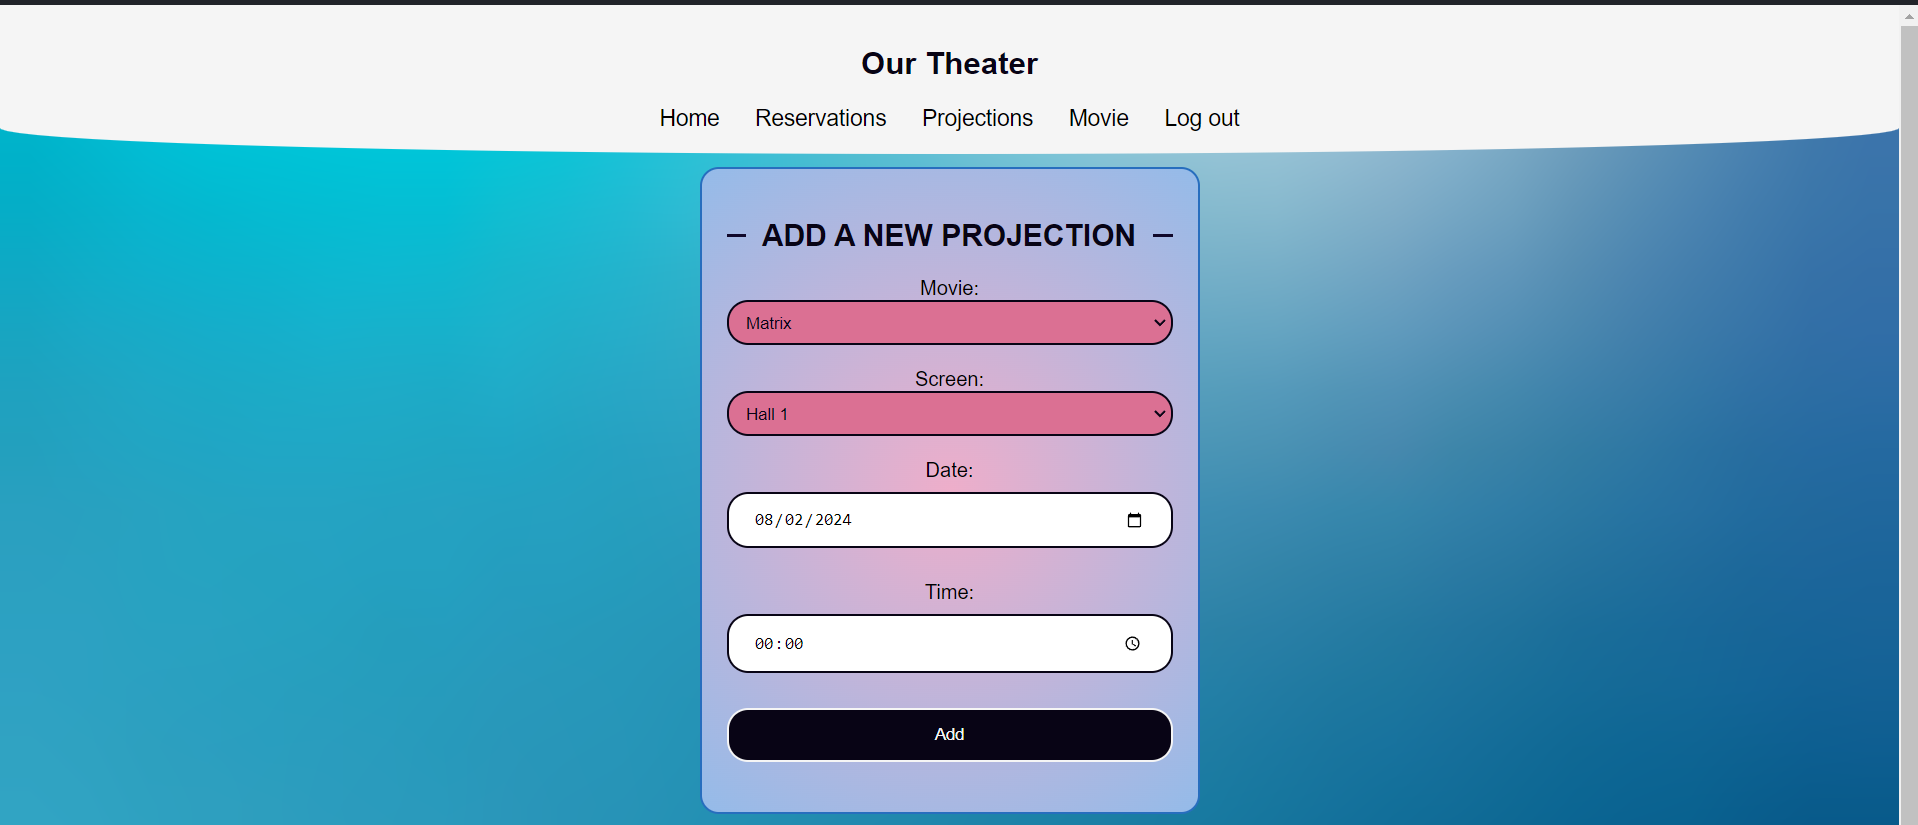 Our Theater
Home Reservations Projections Movie Log out
ADD A NEW PROJECTION
Movie:
Matrix
Screen:
Hall 1
Date:
08/02/2024
Time:
00:00
Add